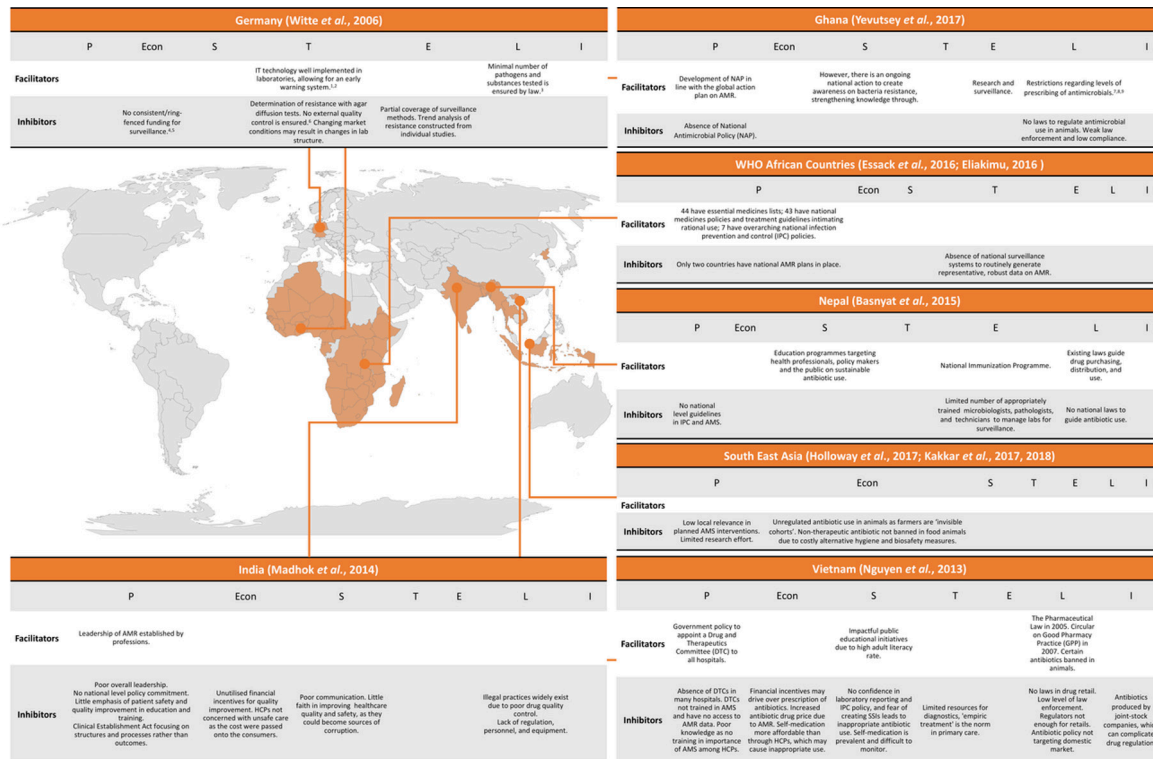 Germany (Witte et al., 2006)
P Econ S T E L I
Facilitators
IT technology well implemented in
laboratories, allowing for an early
warning system.1,2
Minimal number of
pathogens and
substances tested is
ensured by law.3
Inhibitors
No consistent/ring-
fenced funding for
surveillance.4,5
Determination of resistance with agar
diffusion tests. No external quality
control is ensured.6 Changing market
conditions may result in changes in lab
structure.
Partial coverage of surveillance
methods. Trend analysis of
resistance constructed from
individual studies.
Ghana (Yevutsey et al., 2017)
P Econ S T E L I
Facilitators
Development of NAP in
line with the global action
plan on AMR.
However, there is an ongoing
national action to create
awareness on bacteria resistance,
strengthening knowledge through.
Research and
surveillance.
Restrictions regarding levels of
prescribing of antimicrobials.7,8,9
Inhibitors
Absence of National
Antimicrobial Policy (NAP).
No laws to regulate antimicrobial
use in animals. Weak law
enforcement and low compliance.
WHO African Countries (Essack et al., 2016; Eliakimu, 2016 )
P Econ S T E L I
Facilitators
44 have essential medicines lists; 43 have national
medicines policies and treatment guidelines intimating
rational use; 7 have overarching national infection
prevention and control (IPC) policies.
Inhibitors
Only two countries have national AMR plans in place.
Absence of national surveillance
systems to routinely generate
representative, robust data on AMR.
Nepal (Basnyat et al., 2015)
P Econ S T E L I
Facilitators
Education programmes targeting
health professionals, policy makers
and the public on sustainable
antibiotic use.
National Immunization Programme.
Existing laws guide
drug purchasing,
distribution, and
use.
Inhibitors
No national
level guidelines
in IPC and AMS.
Limited number of appropriately
trained microbiologists, pathologists,
and technicians to manage labs for
surveillance.
No national laws to
guide antibiotic use.
South East Asia (Holloway et al., 2017; Kakkar et al., 2017, 2018)
P Econ S T E L I
Facilitators
Inhibitors
Low local relevance in
planned AMS interventions.
Limited research effort.
Unregulated antibiotic use in animals as farmers are 'invisible
cohorts'. Non-therapeutic antibiotic not banned in food animals
due to costly alternative hygiene and biosafety measures.
India (Madhok et al., 2014)
P Econ S T E L I
Facilitators
Leadership of AMR established by
professions.
Inhibitors
Poor overall leadership.
No national level policy commitment.
Little emphasis of patient safety and
quality improvement in education and
training.
Clinical Establishment Act focusing on
structures and processes rather than
outcomes.
Unutilised financial
incentives for quality
improvement. HCPs not
concerned with unsafe care
as the cost were passed
onto the consumers.
Poor communication. Little
faith in improving healthcare
quality and safety, as they
could become sources of
corruption.
Illegal practices widely exist
due to poor drug quality
control.
Lack of regulation,
personnel, and equipment.
Vietnam (Nguyen et al., 2013)
P Econ S T E L I
Facilitators
Government policy to
appoint a Drug and
Therapeutics
Committee (DTC) to
all hospitals.
Impactful public
educational initiatives
due to high adult literacy
rate.
The Pharmaceutical
Law in 2005. Circular
on Good Pharmacy
Practice (GPP) in
2007. Certain
antibiotics banned in
animals.
Inhibitors
Absence of DTCs in
many hospitals. DTCs
not trained in AMS
and have no access to
AMR data. Poor
knowledge as no
training in importance
of AMS among HCPs.
Financial incentives may
drive over prescription of
antibiotics. Increased
antibiotic drug price due to
AMR. Self-medication
more affordable than
through HCPs, which may
cause inappropriate use.
No confidence in
laboratory reporting and
IPC policy, and fear of
creating SSIs leads to
inappropriate antibiotic
use. Self-medication is
prevalent and difficult to
monitor.
Limited resources for
diagnostics, 'empiric
treatment' is the norm
in primary care.
No laws in drug retail.
Low level of law
enforcement.
Regulators not
enough for retails.
Antibiotic policy not
targeting domestic
market.
Antibiotics
produced by
joint-stock
companies, which
can complicate
drug regulation